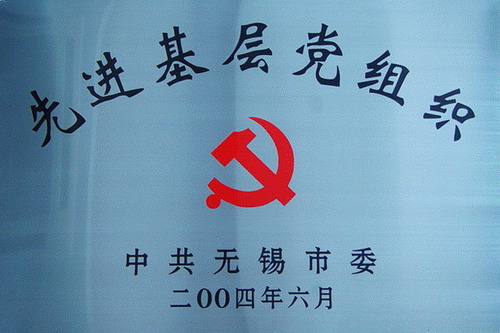 先进基层党组织
中共无锡市委
二00四年六月